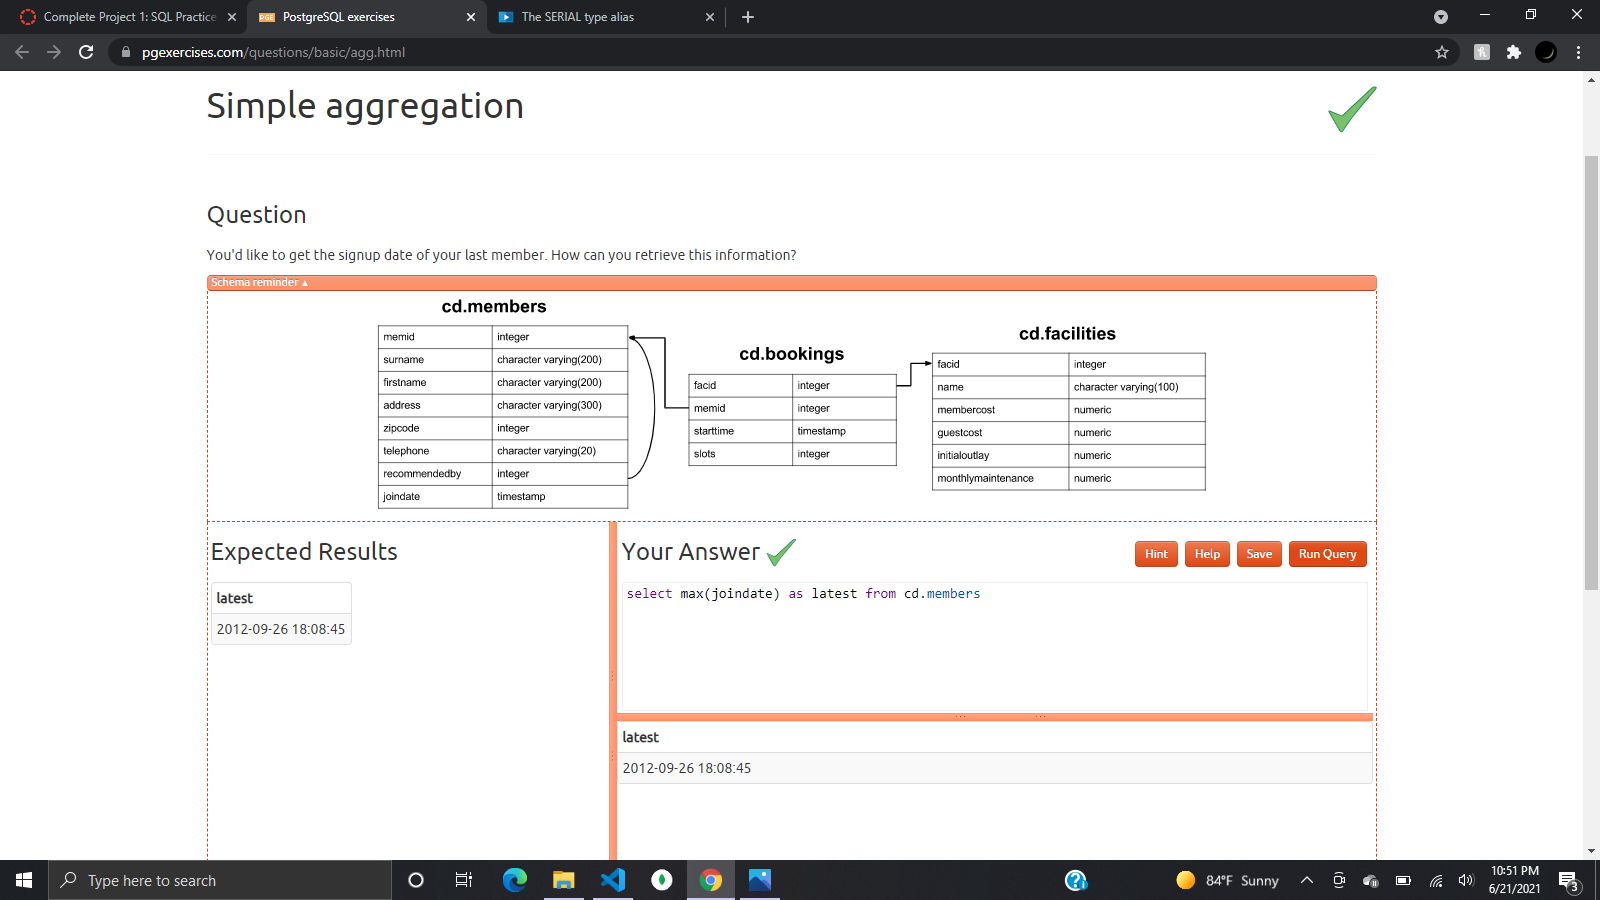 Complete Project 1: SQL Practice
PGE PostgreSQL exercises
The SERIAL type alias
pgexercises.com/questions/basic/agg.html
Simple aggregation
Question
You'd like to get the signup date of your last member. How can you retrieve this information?
Schema reminder ▲
cd.members
memid integer
surname character varying(200)
firstname character varying(200)
address character varying(300)
zipcode integer
telephone character varying(20)
recommendedby integer
joindate timestamp
cd.bookings
facid integer
memid integer
starttime timestamp
slots integer
cd.facilities
facid integer
name character varying(100)
membercost numeric
guestcost numeric
initialoutlay numeric
monthlymaintenance numeric
Expected Results
latest
2012-09-26 18:08:45
Your Answer
Hint Help Save Run Query
select max(joindate) as latest from cd.members
latest
2012-09-26 18:08:45
Type here to search
84°F Sunny
10:51 PM
6/21/2021
3